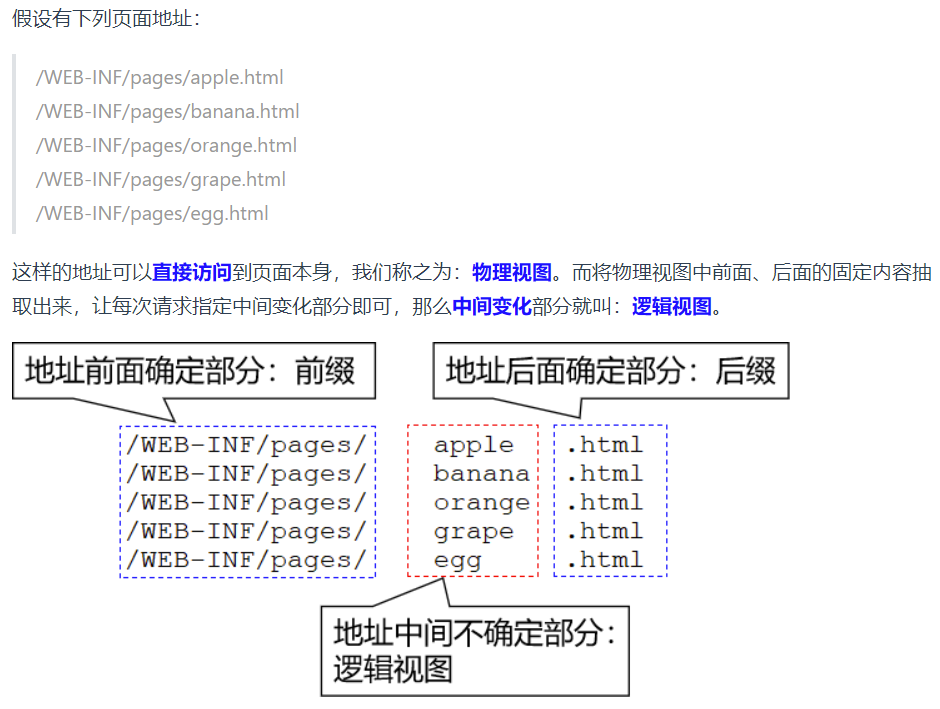 假设有下列页面地址：
/WEB-INF/pages/apple.html
/WEB-INF/pages/banana.html
/WEB-INF/pages/orange.html
/WEB-INF/pages/grape.html
/WEB-INF/pages/egg.html
这样的地址可以直接访问到页面本身，我们称之为：物理视图。而将物理视图中前面、后面的固定内容抽
取出来，让每次请求指定中间变化部分即可，那么中间变化部分就叫：逻辑视图。
地址前面确定部分：前缀
地址后面确定部分：后缀
/WEB-INF/pages/ apple .html
/WEB-INF/pages/ banana .html
/WEB-INF/pages/ orange .html
/WEB-INF/pages/ grape .html
/WEB-INF/pages/ egg .html
地址中间不确定部分：
逻辑视图